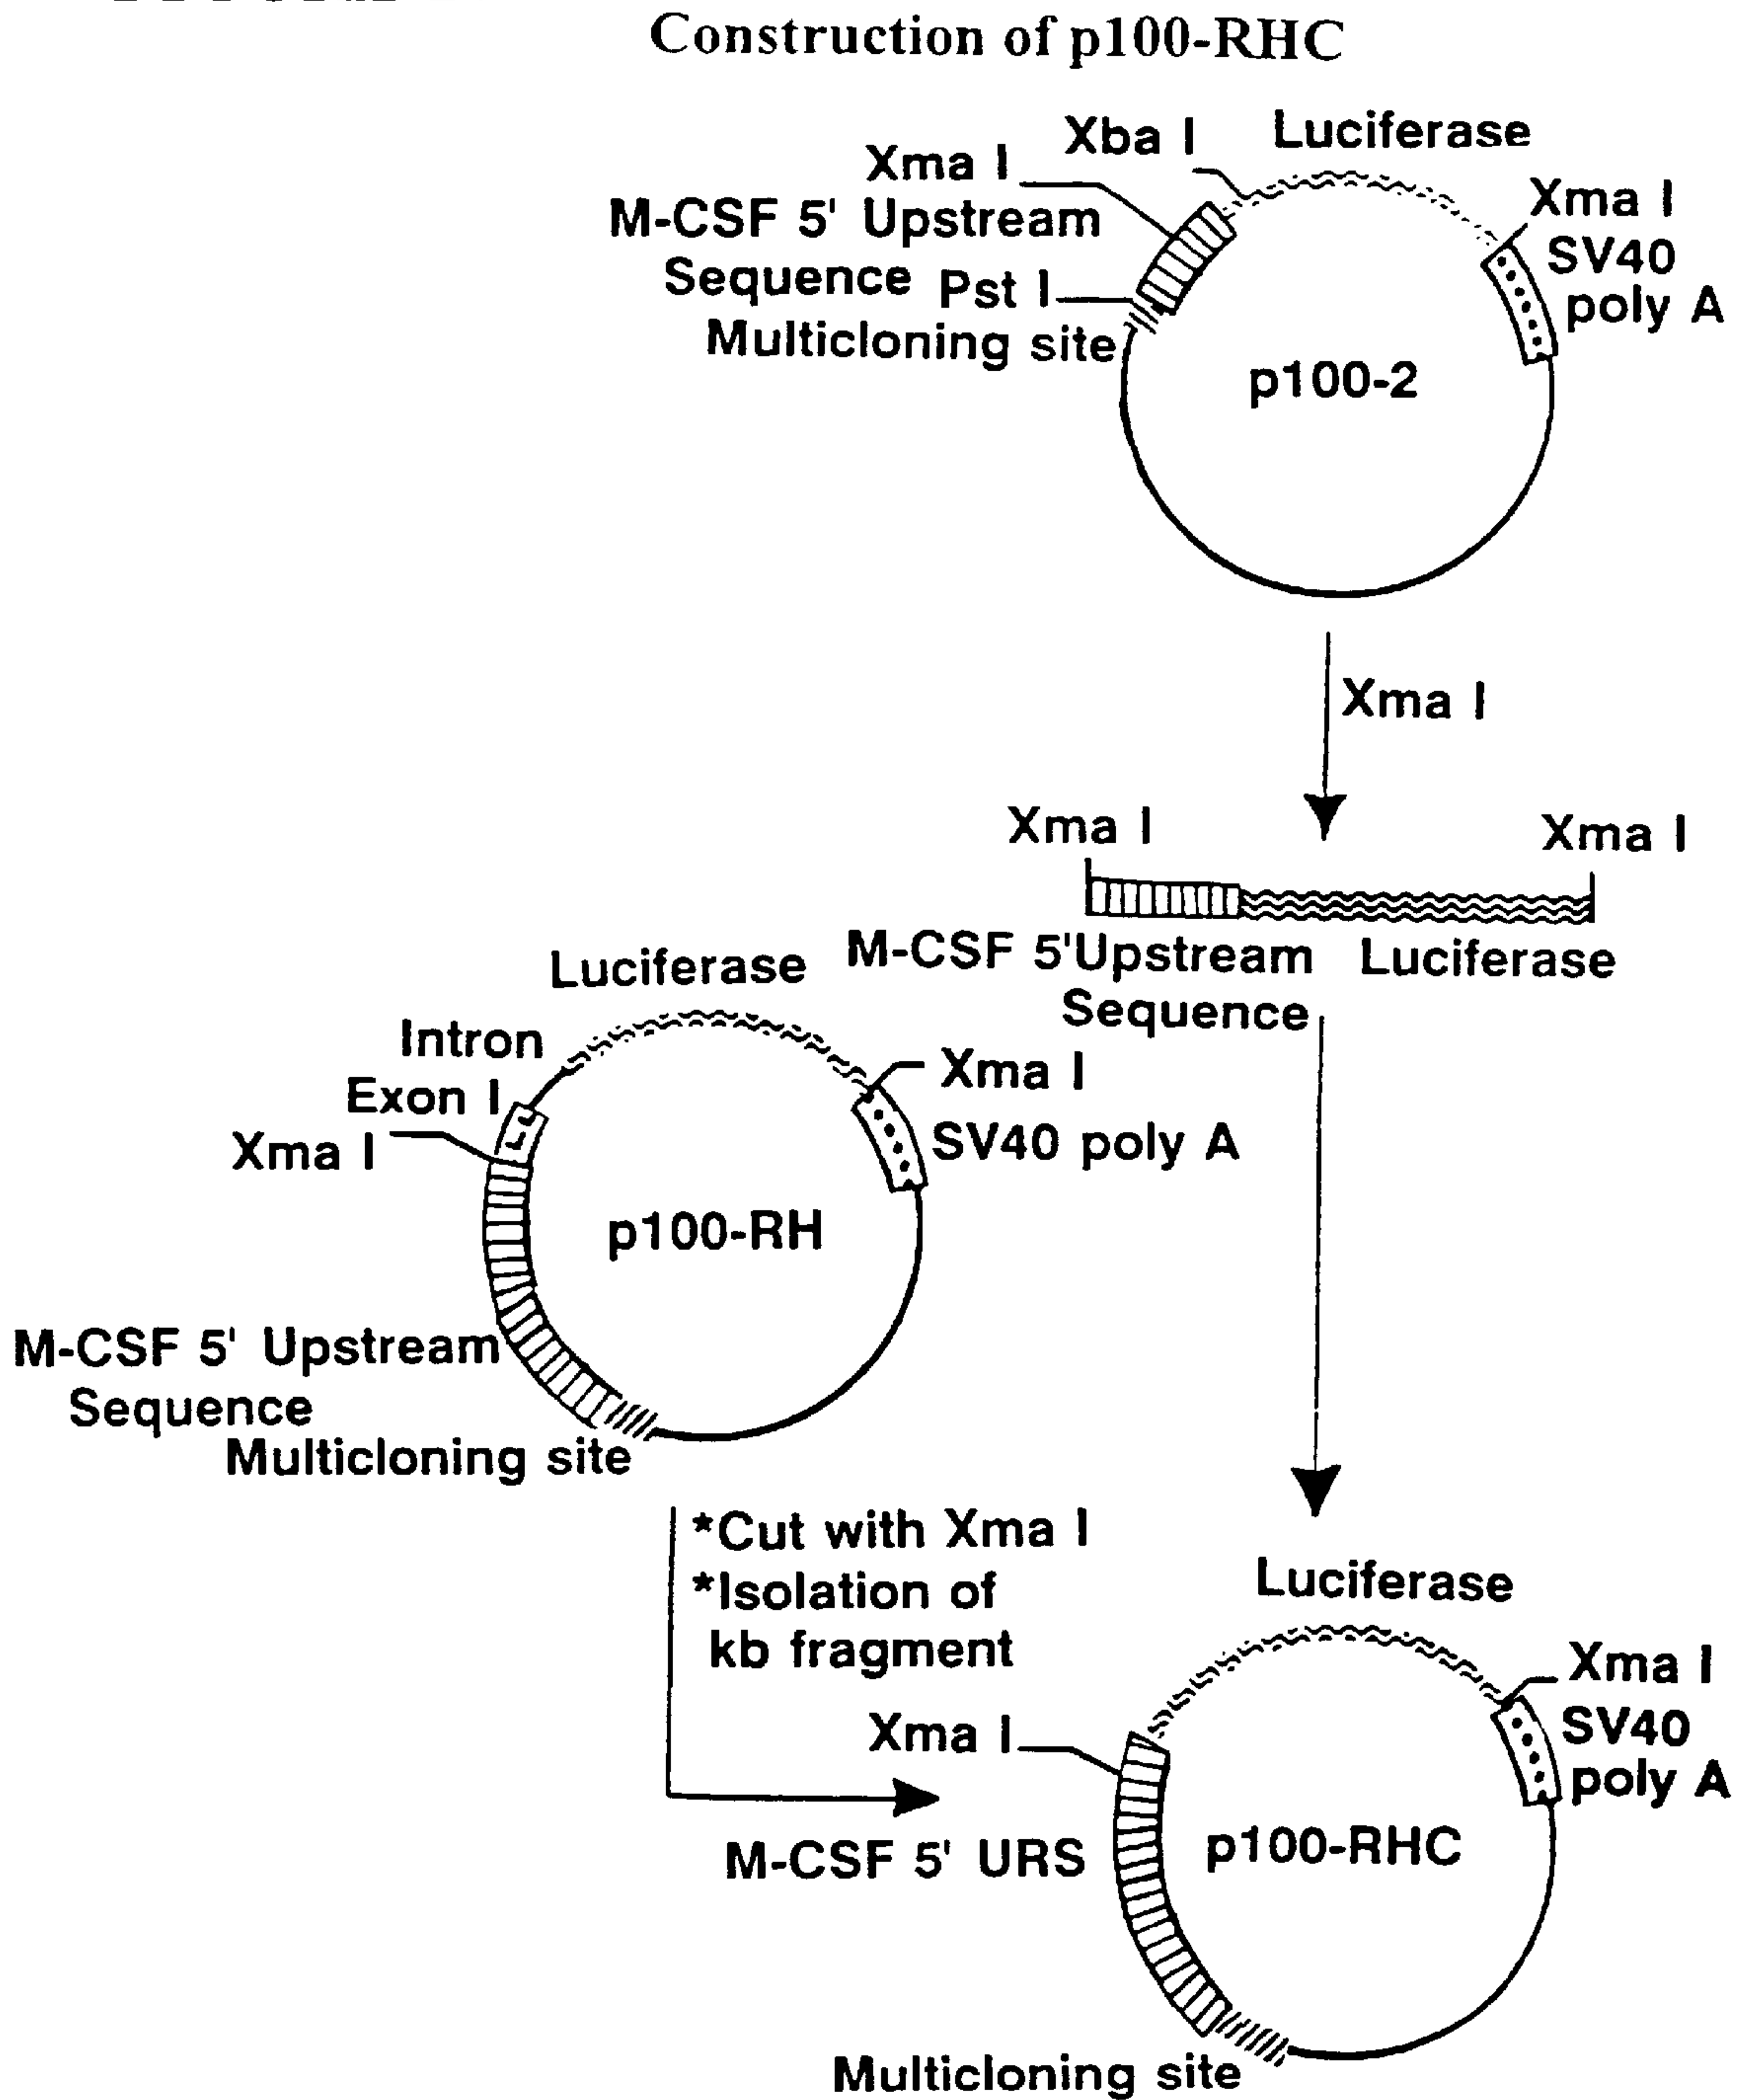 Construction of p100-RHC
Xba I
Luciferase
Xma I
Xma I
M-CSF 5' Upstream
Sequence
Pst I
Multicloning site
SV40
poly A
p100-2
Xma I
Xma I
Xma I
M-CSF 5'Upstream
Sequence
Luciferase
Luciferase
Intron
Exon I
Xma I
Xma I
SV40 poly A
p100-RH
M-CSF 5' Upstream
Sequence
Multicloning site
*Cut with Xma I
*Isolation of
kb fragment
Luciferase
Xma I
Xma I
SV40
poly A
M-CSF 5' URS
p100-RHC
Multicloning site